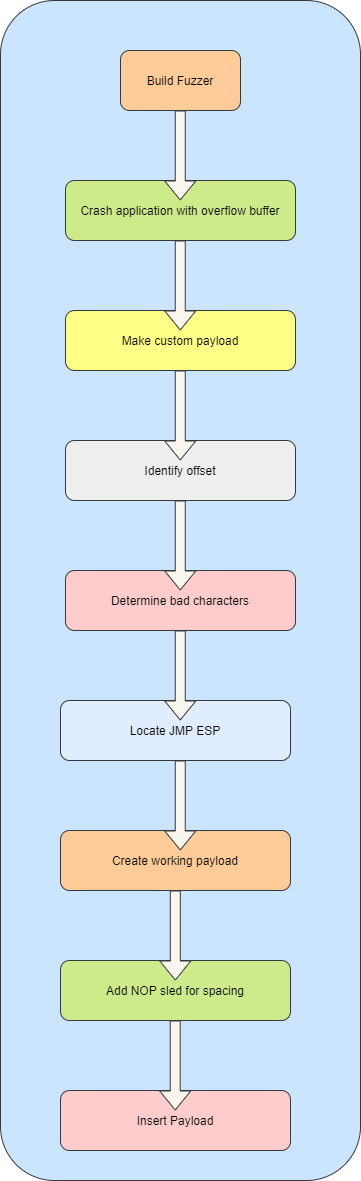 Build Fuzzer
Crash application with overflow buffer
Make custom payload
Identify offset
Determine bad characters
Locate JMP ESP
Create working payload
Add NOP sled for spacing
Insert Payload